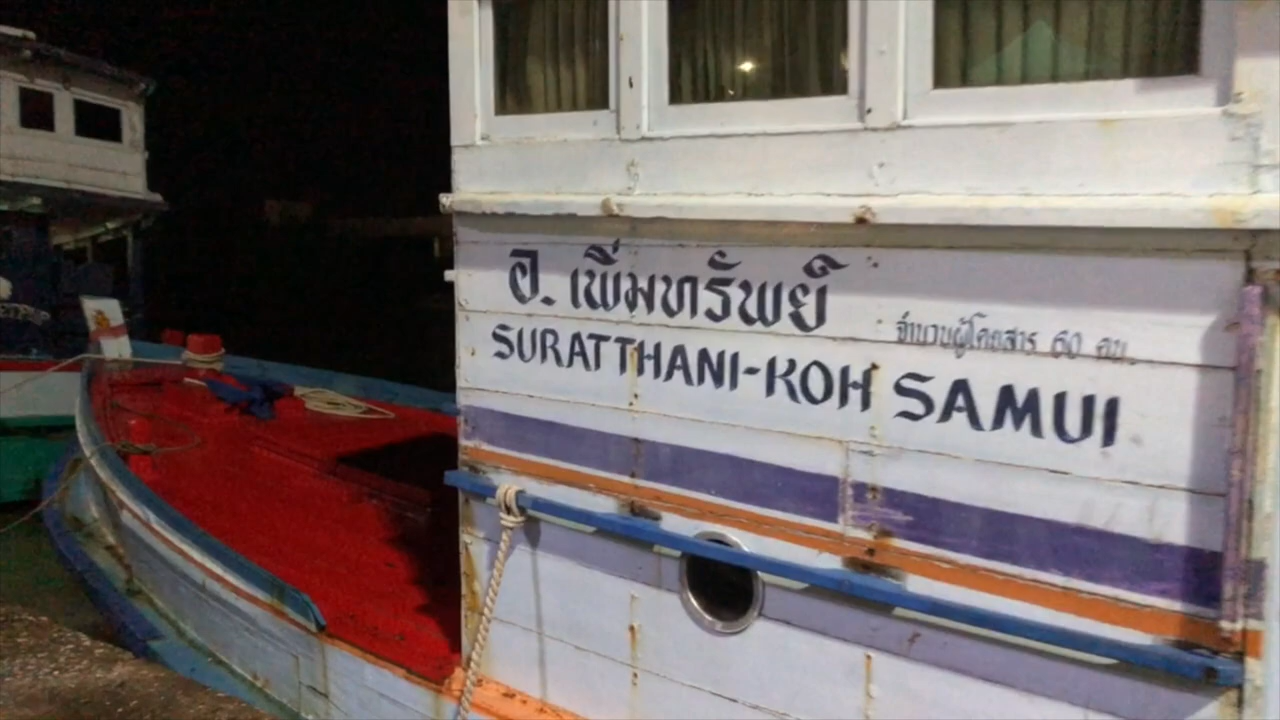 อ. เพิ่มทรัพย์
จำนวนผู้โดยสาร 60 คน.
SURATTHANI-KOH SAMUI